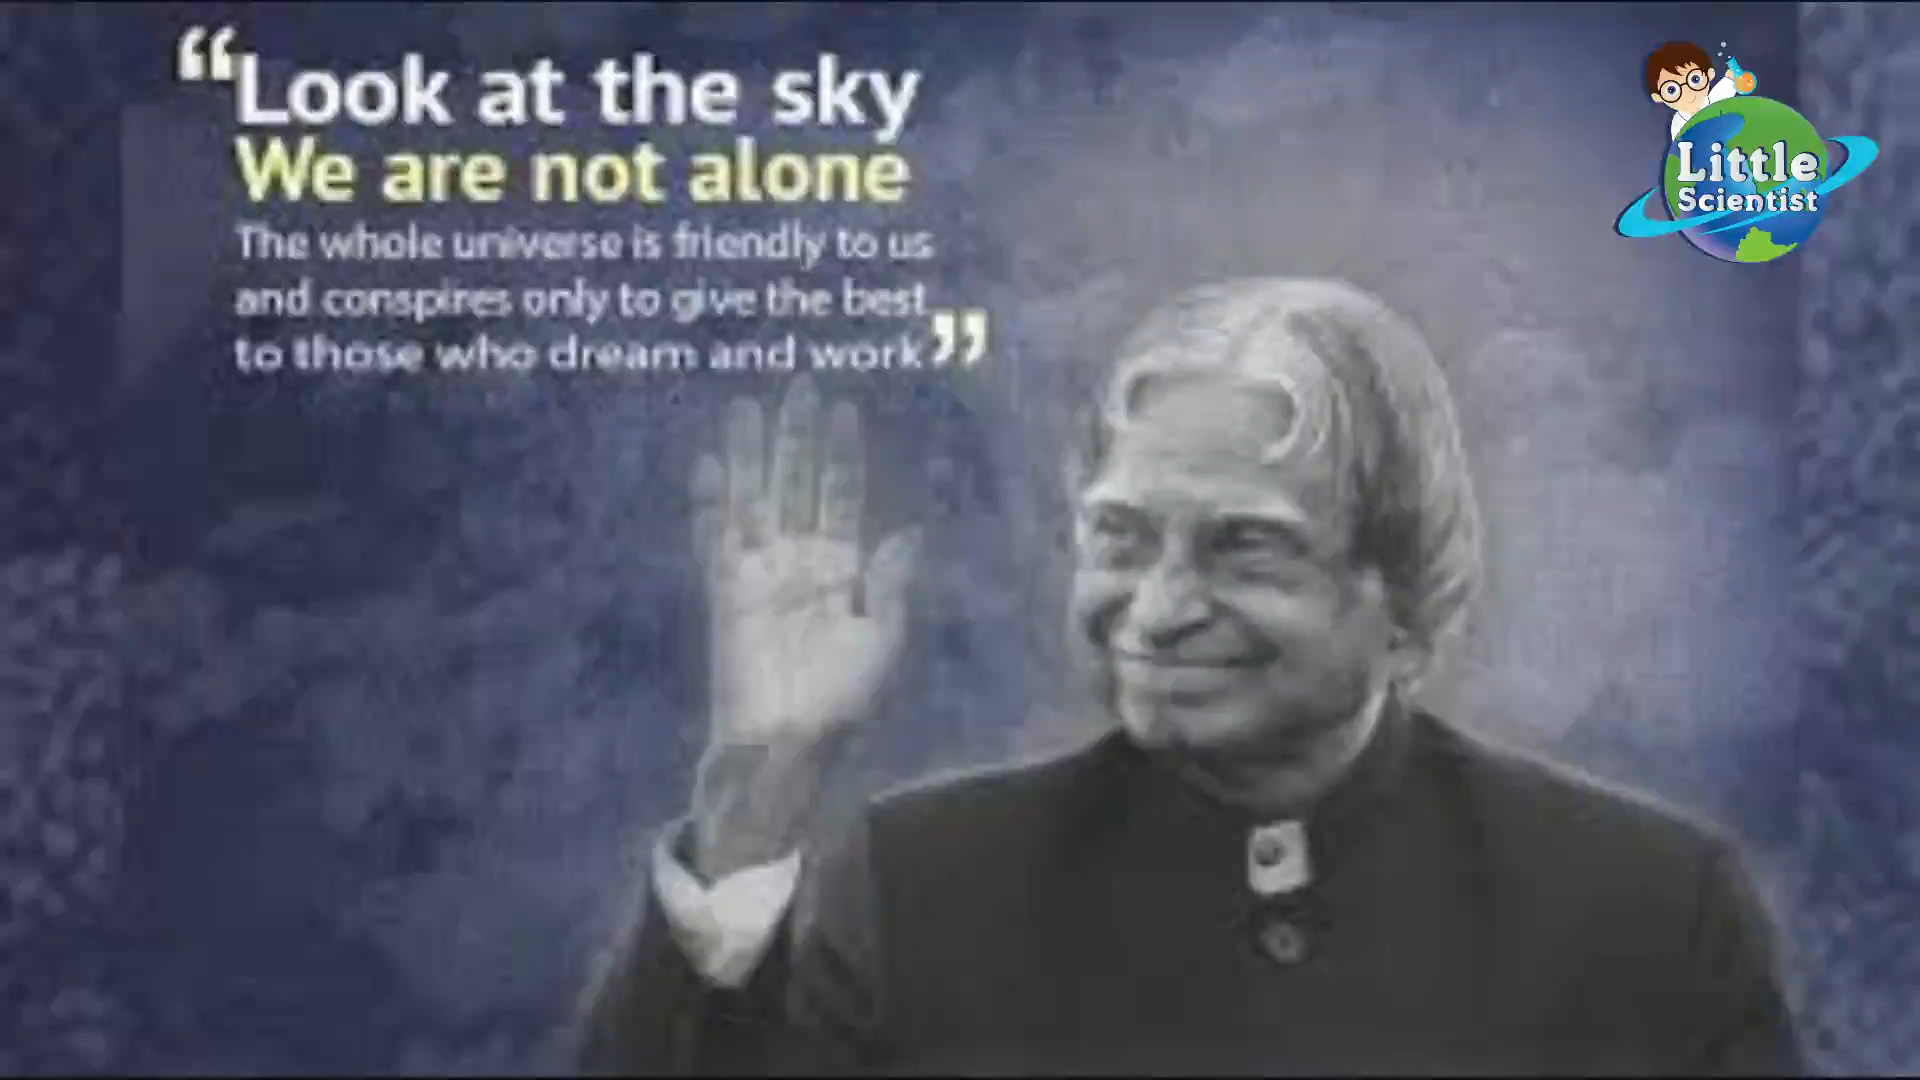 “Look at the sky
We are not alone
The whole universe is friendly to us
and conspires only to give the best
to those who dream and work”
Little
Scientist